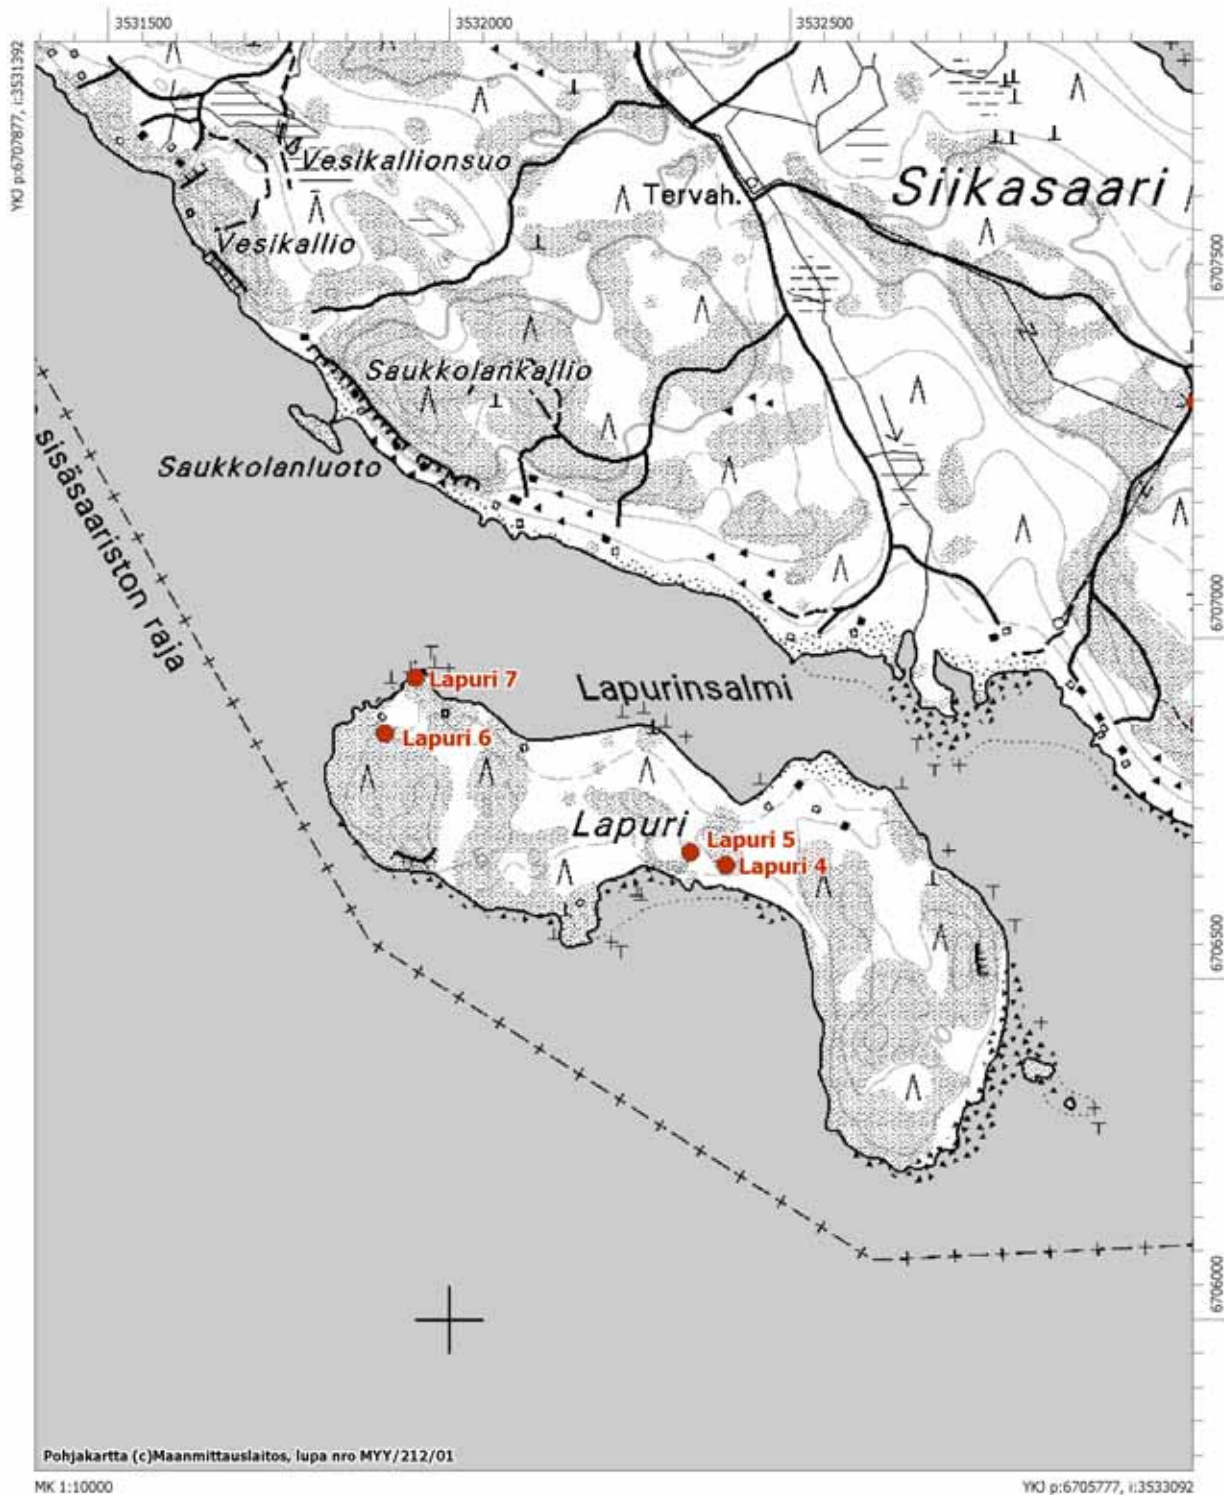 3531500
3532000
3532500
YKJ p:6707877, i:3531392
Vesikallionsuo
Tervah.
Siikasaari
Vesikallio
6707500
Saukkolankallio
Saukkolanluoto
sisäsaariston raja
6707000
Lapuri 7
Lapurinsalmi
Lapuri 6
Lapuri
Lapuri 5
Lapuri 4
6706500
6706000
Pohjakartta (c)Maanmittauslaitos, lupa nro MYY/212/01
MK 1:10000
YKJ p:6705777, i:3533092